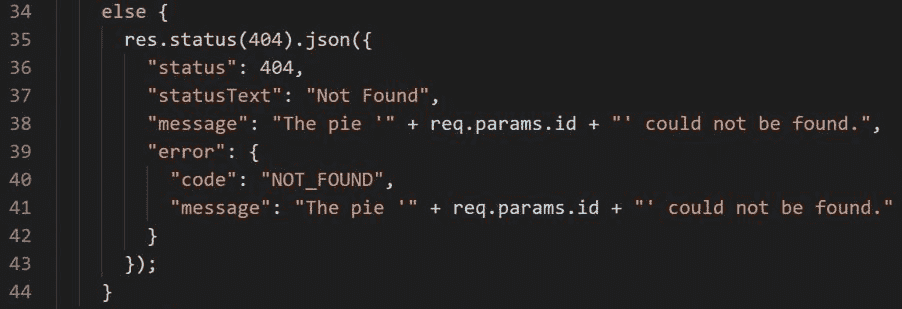 34 else {
35 res.status(404).json({
36 "status": 404,
37 "statusText": "Not Found",
38 "message": "The pie '" + req.params.id + "' could not be found.",
39 "error": {
40 "code": "NOT_FOUND",
41 "message": "The pie '" + req.params.id + "' could not be found."
42 }
43 });
44 }